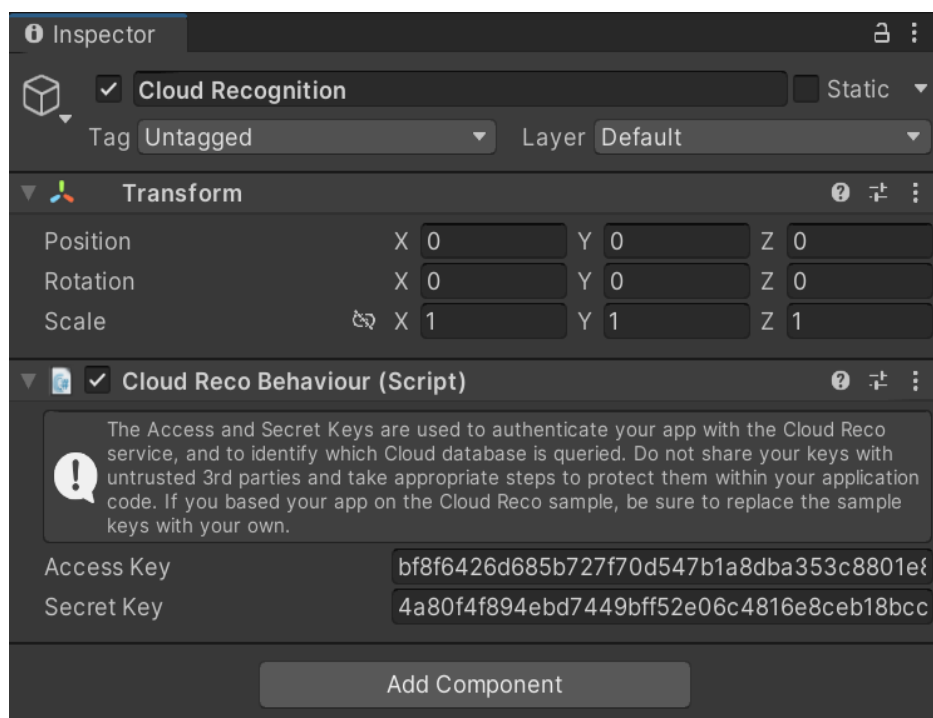 Inspector
Cloud Recognition Static
Tag Untagged Layer Default
Transform
Position X 0 Y 0 Z 0
Rotation X 0 Y 0 Z 0
Scale X 1 Y 1 Z 1
Cloud Reco Behaviour (Script)
The Access and Secret Keys are used to authenticate your app with the Cloud Reco
service, and to identify which Cloud database is queried. Do not share your keys with
untrusted 3rd parties and take appropriate steps to protect them within your application
code. If you based your app on the Cloud Reco sample, be sure to replace the sample
keys with your own.
Access Key bf8f6426d685b727f70d547b1a8dba353c8801e8
Secret Key 4a80f4f894ebd7449bff52e06c4816e8ceb18bcc
Add Component